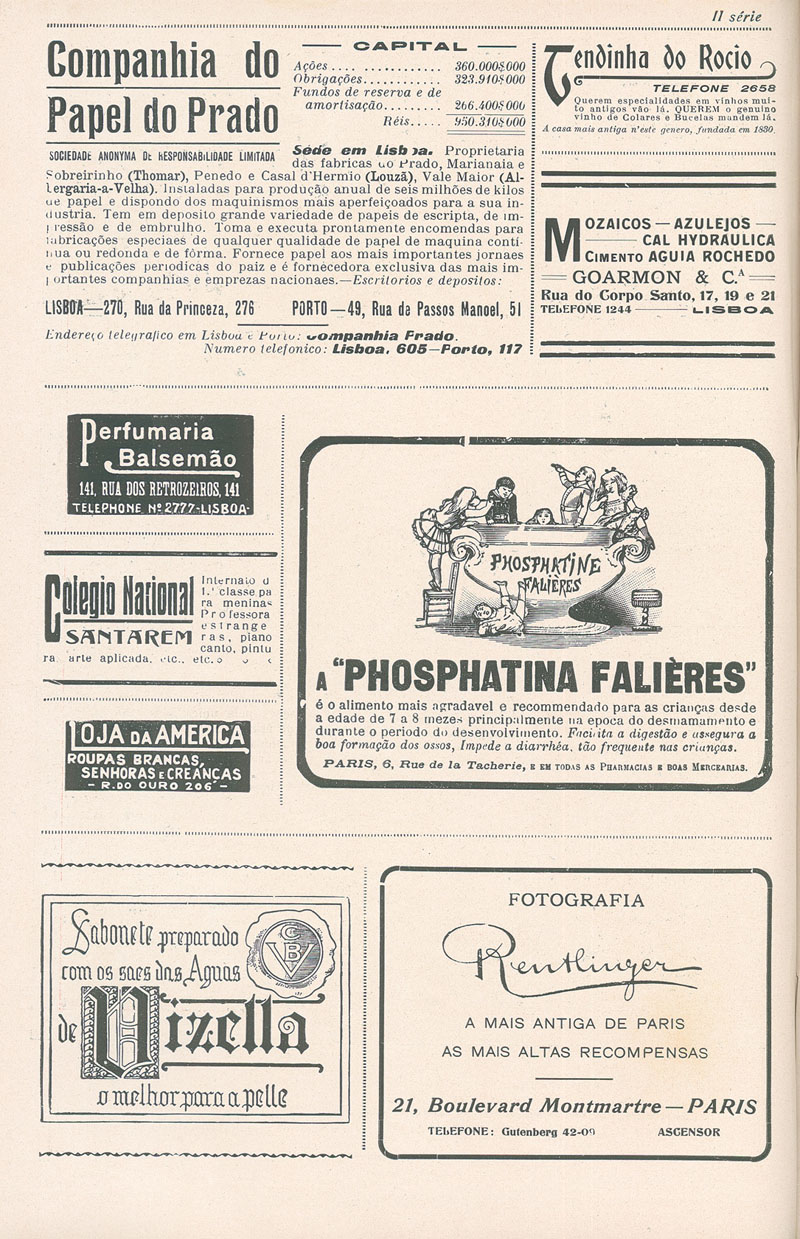 II série
Companhia do
Papel do Prado
SOCIEDADE ANONYMA DE RESPONSABILIDADE LIMITADA
CAPITAL
Ações.... ............ 360.000$000
Obrigações............ 323.910$000
Fundos de reserva e de
amortisação......... 266.400$000
Réis..... 950.310$000
Séde em Lisboa. Proprietaria
das fabricas do Prado, Marianaia e
Sobreirinho (Thomar), Penedo e Casal d'Hermio (Louzã), Vale Maior (Al-
lergaria-a-Velha). Instaladas para produção anual de seis milhões de kilos
de papel e dispondo dos maquinismos mais aperfeiçoados para a sua in-
dustria. Tem em deposito grande variedade de papeis de escripta, de im-
pressão e de embrulho. Toma e executa prontamente encomendas para
fabricações especiaes de qualquer qualidade de papel de maquina conti-
nua ou redonda e de fôrma. Fornece papel aos mais importantes jornaes
e publicações periodicas do paiz e é fornecedora exclusiva das mais im-
portantes companhias e emprezas nacionaes.—Escritorios e depositos:
LISBOA—270, Rua da Princeza, 276 PORTO—49, Rua de Passos Manoel, 51
Endereço telegrafico em Lisboa e Porto: Companhia Prado.
Numero telefonico: Lisboa, 605—Porto, 117
Tendinha do Rocio
TELEFONE 2658
Querem especialidades em vinhos mui-
to antigos vão lá. QUEREM o genuino
vinho de Colares e Bucelas mandem lá.
A casa mais antiga n'este genero, fundada em 1830.
MOZAICOS — AZULEJOS —
CAL HYDRAULICA
CIMENTO AGUIA ROCHEDO
GOARMON & C.A
Rua do Corpo Santo, 17, 19 e 21
TELEFONE 1244 LISBOA
Perfumaria
Balsemão
141, RUA DOS RETROZEIROS, 141
TELEPHONE Nº 2777-LISBOA-
Colegio National
SANTAREM
Internato d
1.ª classe pa
ra meninas
Professora
estrange
ras, piano
canto, pintu
ra, arte aplicada, etc., etc.
LOJA DA AMERICA
ROUPAS BRANCAS,
SENHORAS E CREANÇAS
- R. DO OURO 206 -
PHOSPHATINE
FALIÈRES
A "PHOSPHATINA FALIÈRES"
é o alimento mais agradavel e recommendado para as crianças desde
a edade de 7 a 8 mezes principalmente na epoca do desmamamento e
durante o periodo do desenvolvimento. Facilita a digestão e assegura a
boa formação dos ossos, Impede a diarrhéa, tão frequente nas crianças.
PARIS, 6, Rue de la Tacherie, E EM TODAS AS PHARMACIAS E BOAS MERCEARIAS.
Sabonete preparado
com os saes das Aguas
CVB
de Vizella
o melhor para a pelle
FOTOGRAFIA
Reutlinger
A MAIS ANTIGA DE PARIS
AS MAIS ALTAS RECOMPENSAS
21, Boulevard Montmartre — PARIS
TELEFONE: Gutenberg 42-09 ASCENSOR